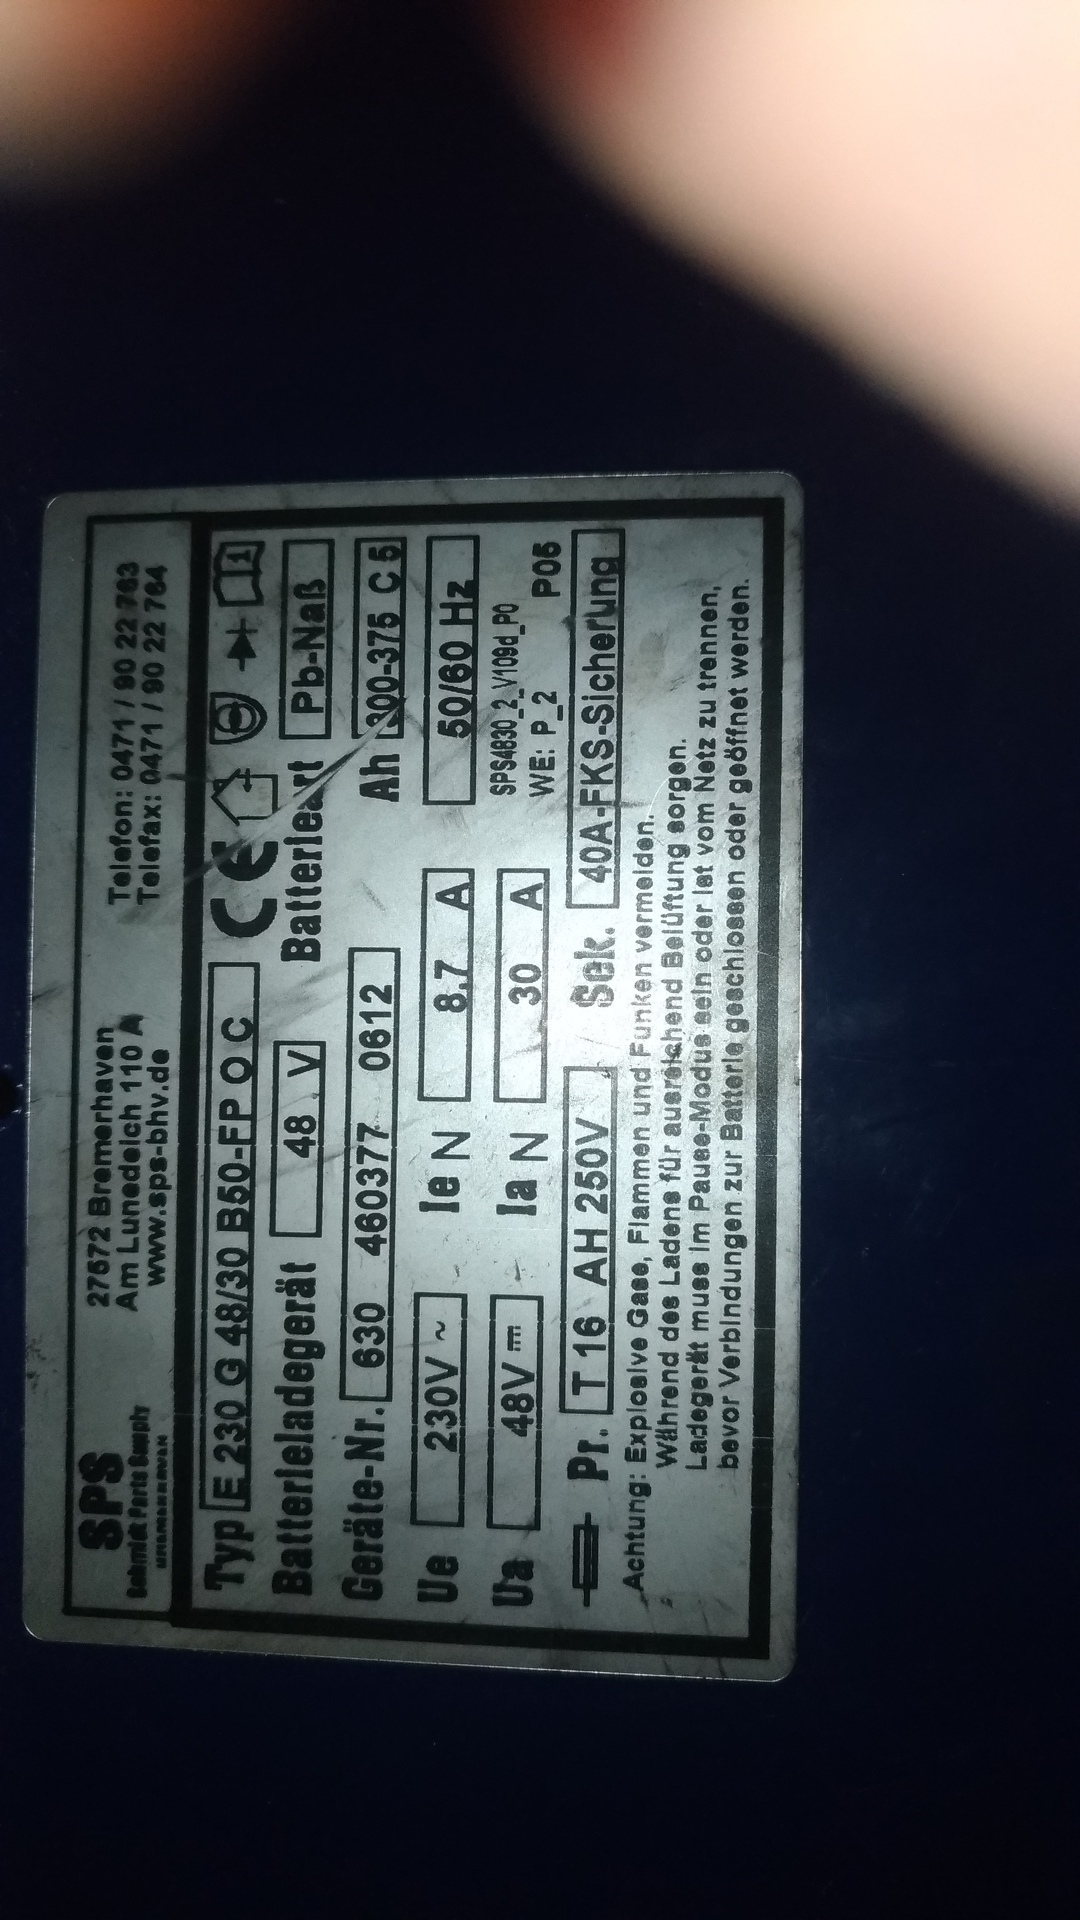 SPS
Schmidt Parts Supply
BREMERHAVEN
27572 Bremerhaven
Am Lunedeich 110 A
www.sps-bhv.de
Telefon: 0471 / 90 22 763
Telefax: 0471 / 90 22 764
Typ E 230 G 48/30 B50-FP O C CE 1
Batterieladegerät 48 V Batterieart Pb-Naß
Geräte-Nr. 630 460377 0612 Ah 300-375 C 5
Ue 230V ~ Ie N 8.7 A 50/60 Hz
Ua 48V ⎓ Ia N 30 A SPS4830_2_V109d_P0
WE: P_2 P05
Pr. T 16 AH 250V Sek. 40A-FKS-Sicherung
Achtung: Explosive Gase, Flammen und Funken vermeiden.
Während des Ladens für ausreichend Belüftung sorgen.
Ladegerät muss im Pause-Modus sein oder ist vom Netz zu trennen,
bevor Verbindungen zur Batterie geschlossen oder geöffnet werden.